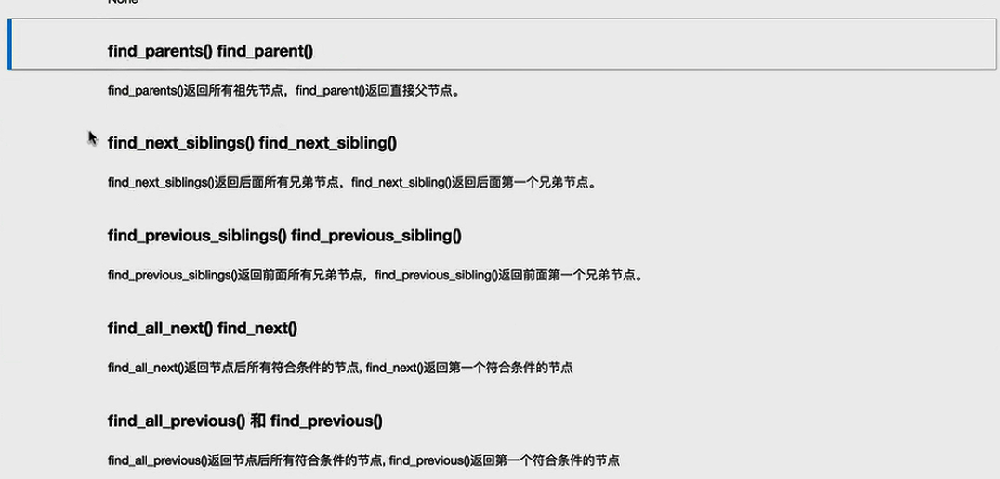 None
find_parents() find_parent()
find_parents()返回所有祖先节点，find_parent()返回直接父节点。
find_next_siblings() find_next_sibling()
find_next_siblings()返回后面所有兄弟节点，find_next_sibling()返回后面第一个兄弟节点。
find_previous_siblings() find_previous_sibling()
find_previous_siblings()返回前面所有兄弟节点，find_previous_sibling()返回前面第一个兄弟节点。
find_all_next() find_next()
find_all_next()返回节点后所有符合条件的节点, find_next()返回第一个符合条件的节点
find_all_previous() 和 find_previous()
find_all_previous()返回节点后所有符合条件的节点, find_previous()返回第一个符合条件的节点